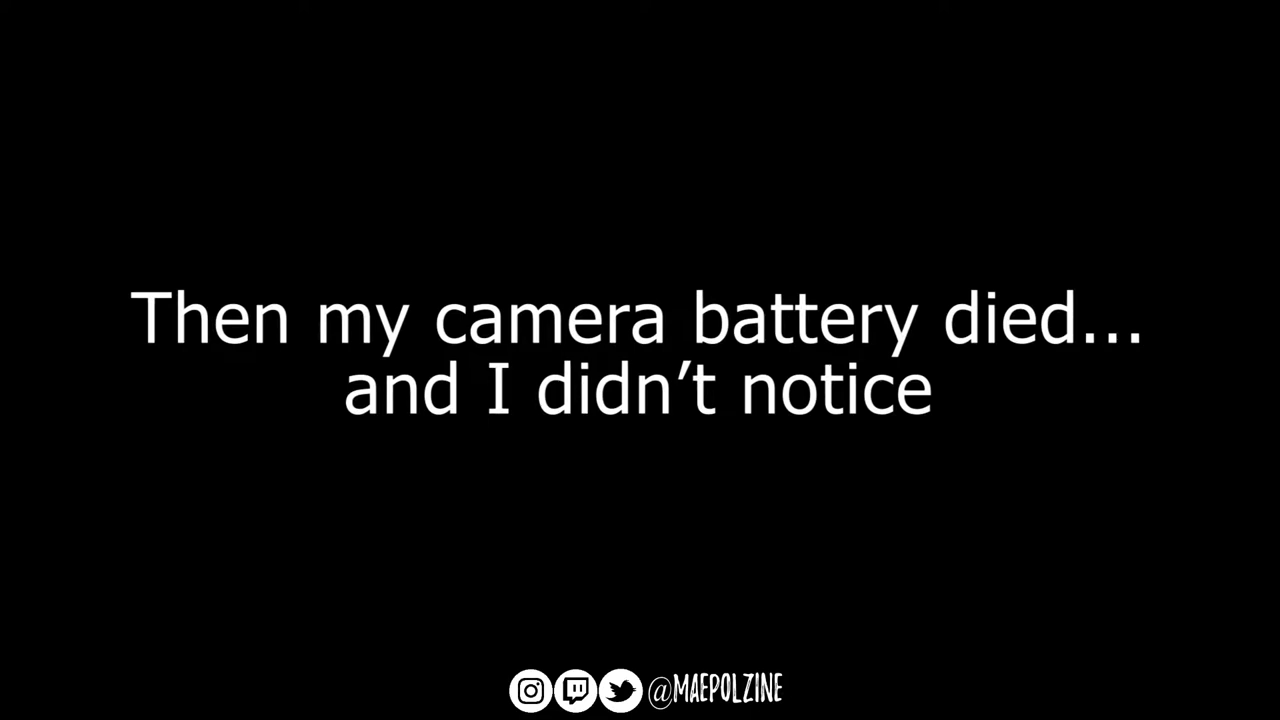 Then my camera battery died...
and I didn’t notice
@MAEPOLZINE